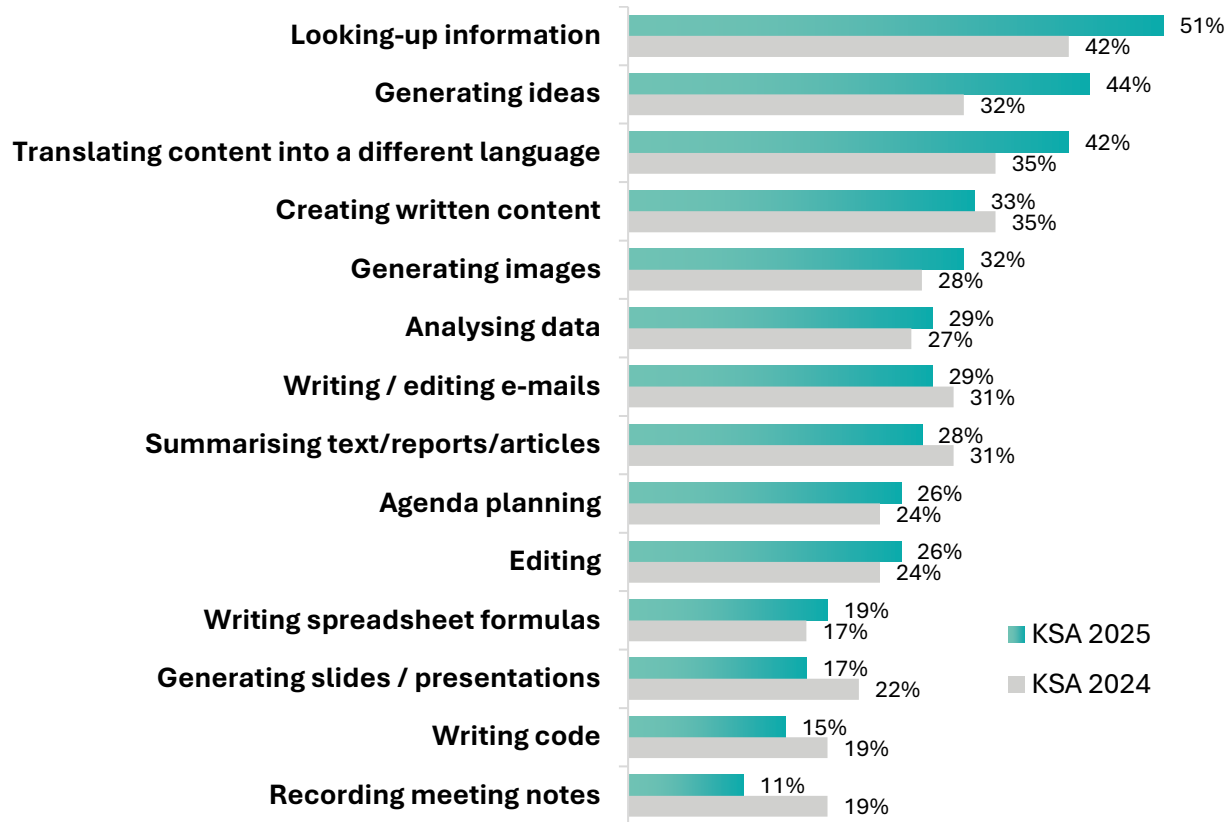 Looking-up information
51%
42%
Generating ideas
44%
32%
Translating content into a different language
42%
35%
Creating written content
33%
35%
Generating images
32%
28%
Analysing data
29%
27%
Writing / editing e-mails
29%
31%
Summarising text/reports/articles
28%
31%
Agenda planning
26%
24%
Editing
26%
24%
Writing spreadsheet formulas
19%
17%
Generating slides / presentations
17%
22%
Writing code
15%
19%
Recording meeting notes
11%
19%
KSA 2025
KSA 2024